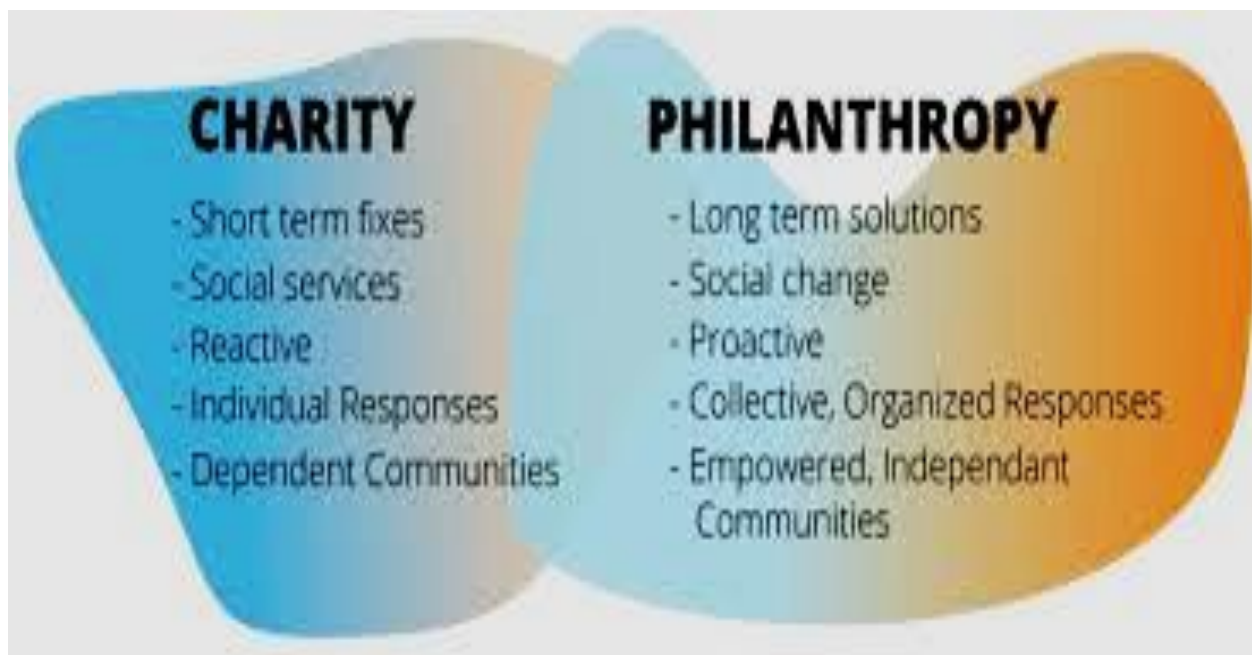 CHARITY
- Short term fixes
- Social services
- Reactive
- Individual Responses
- Dependent Communities
PHILANTHROPY
- Long term solutions
- Social change
- Proactive
- Collective, Organized Responses
- Empowered, Independant
Communities